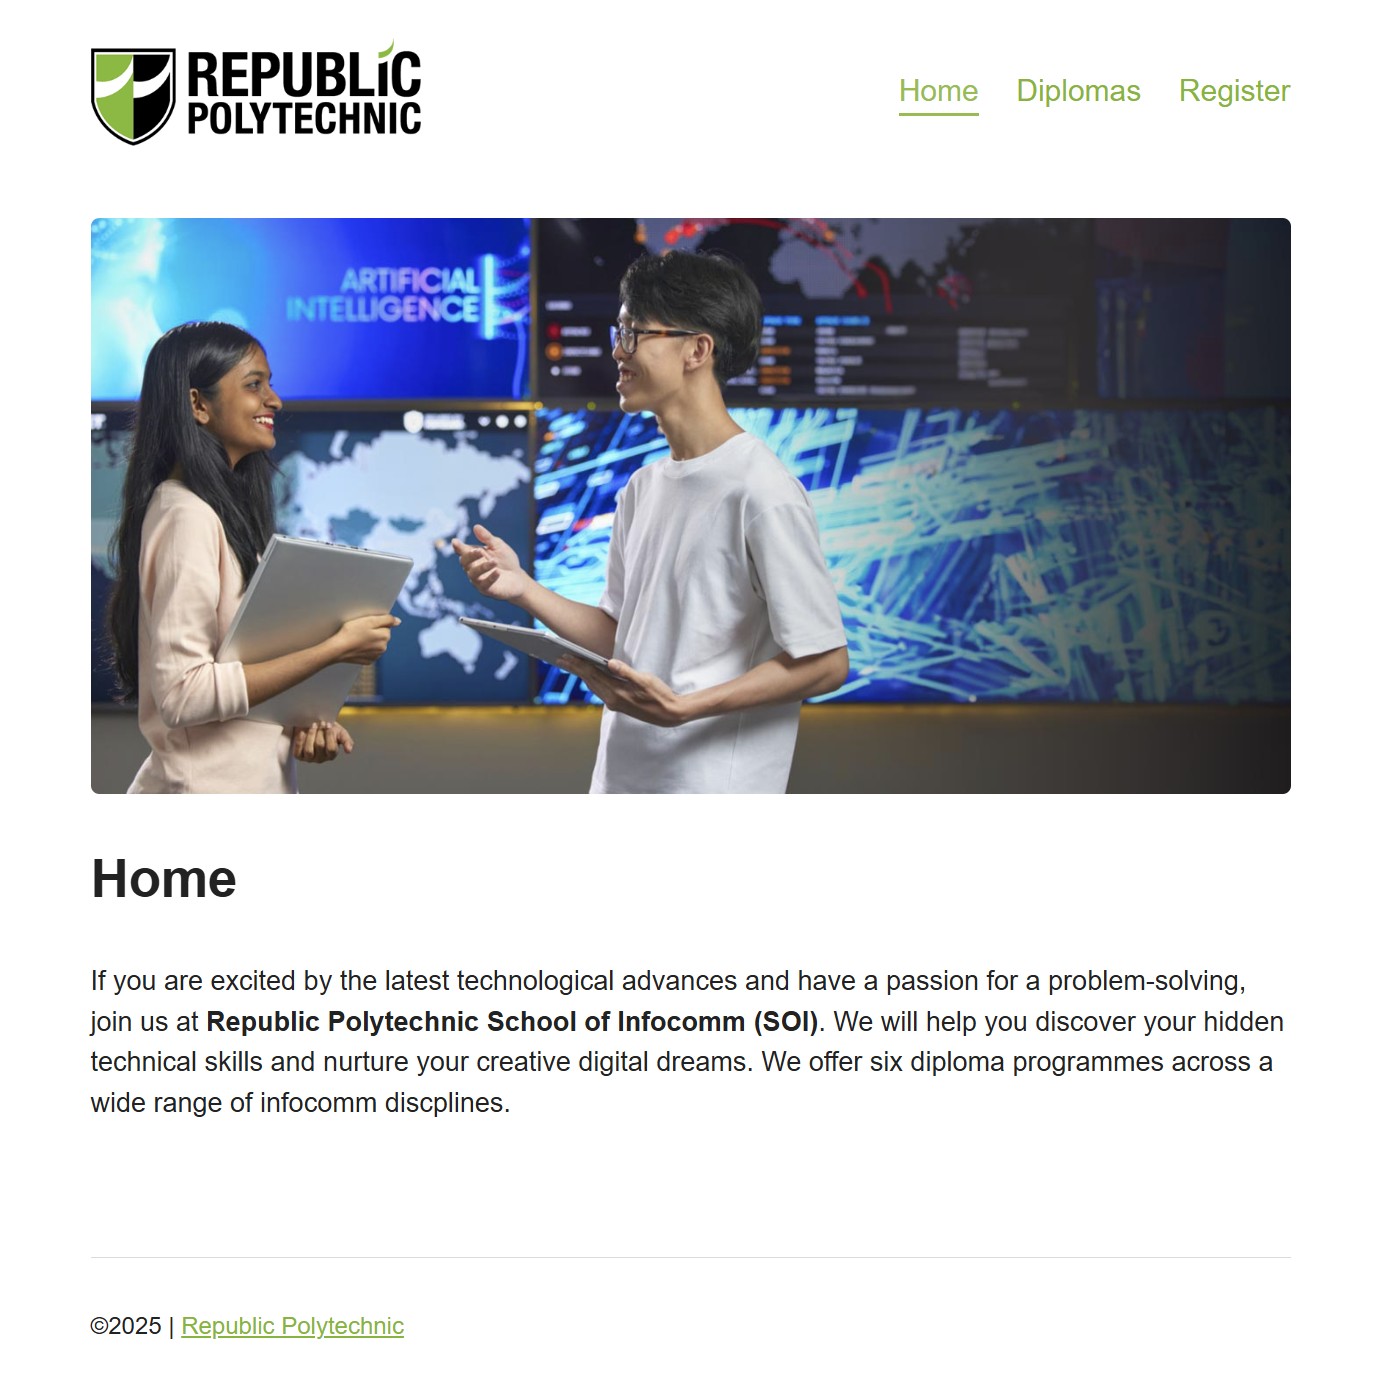 REPUBLIC
POLYTECHNIC
Home Diplomas Register
ARTIFICIAL
INTELLIGENCE
Home
If you are excited by the latest technological advances and have a passion for a problem-solving,
join us at Republic Polytechnic School of Infocomm (SOI). We will help you discover your hidden
technical skills and nurture your creative digital dreams. We offer six diploma programmes across a
wide range of infocomm discplines.
©2025 | Republic Polytechnic